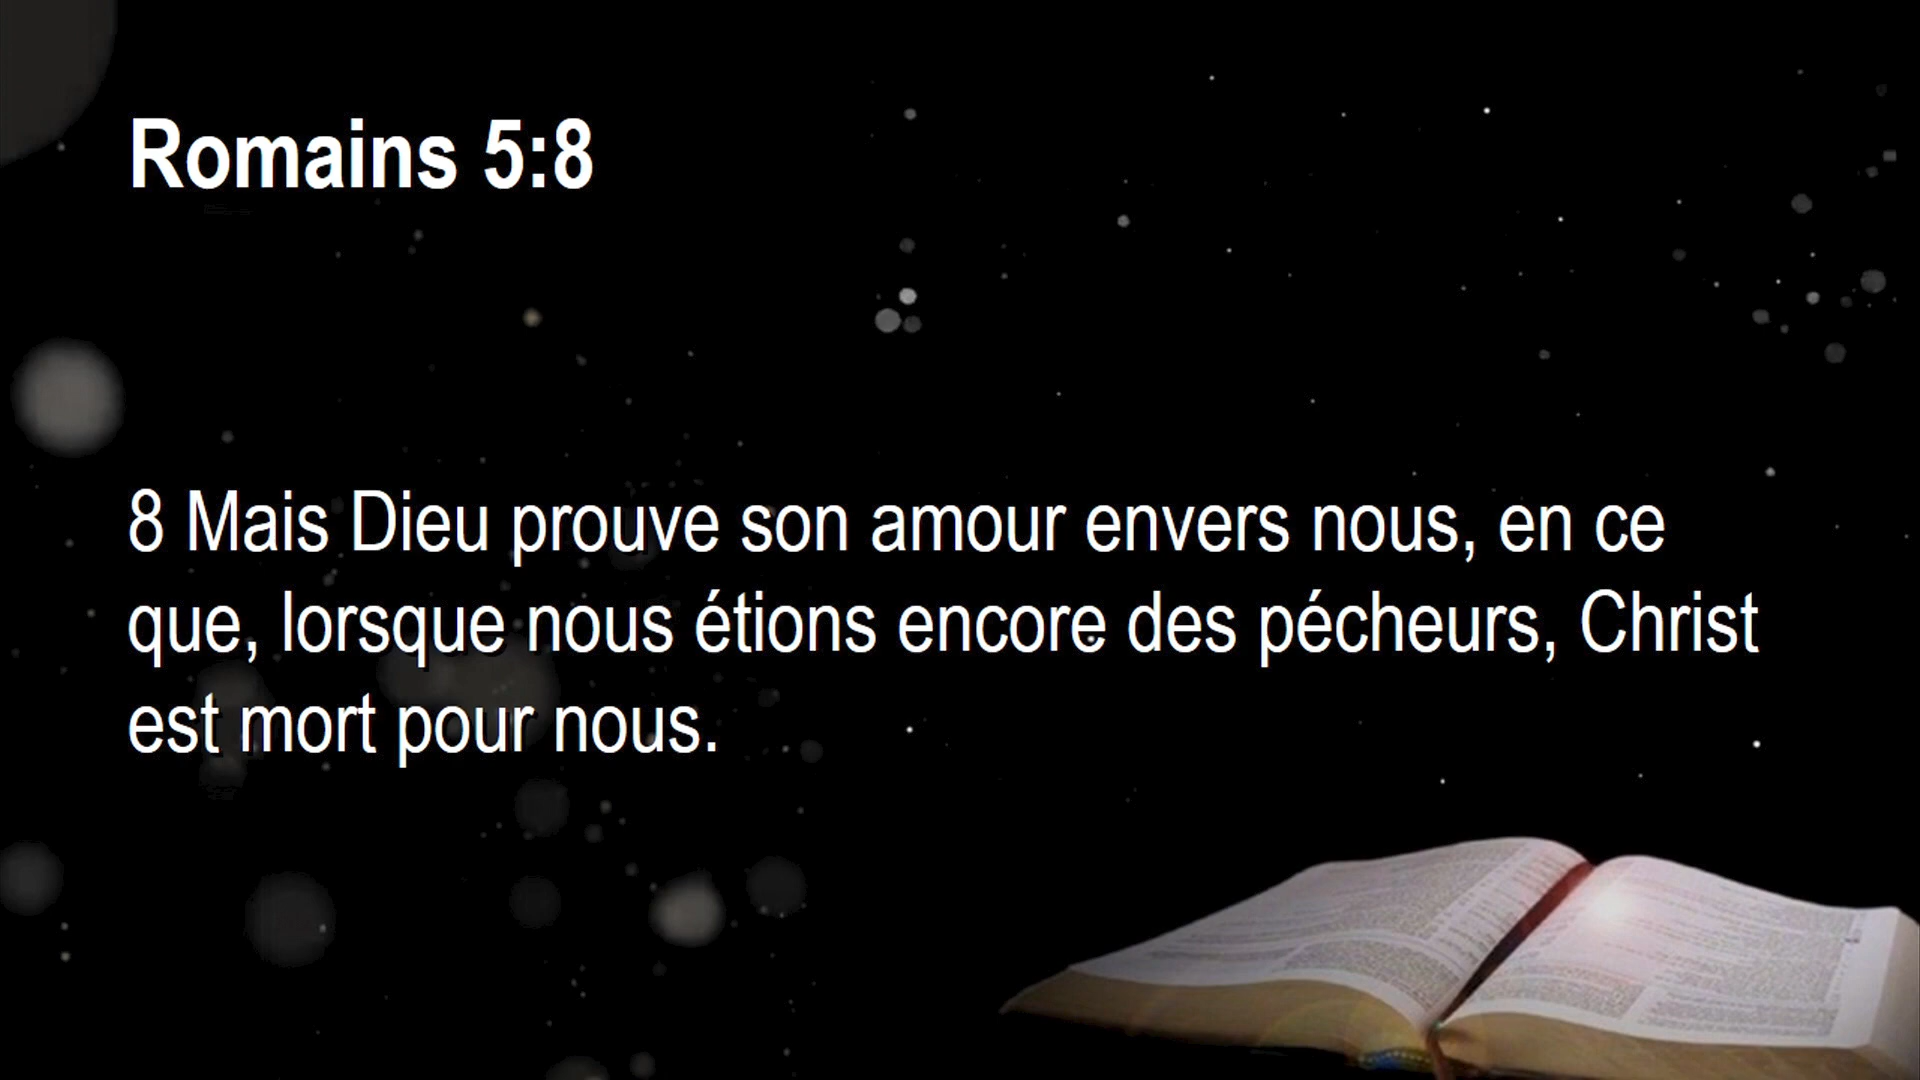 Romains 5:8
8 Mais Dieu prouve son amour envers nous, en ce
que, lorsque nous étions encore des pécheurs, Christ
est mort pour nous.